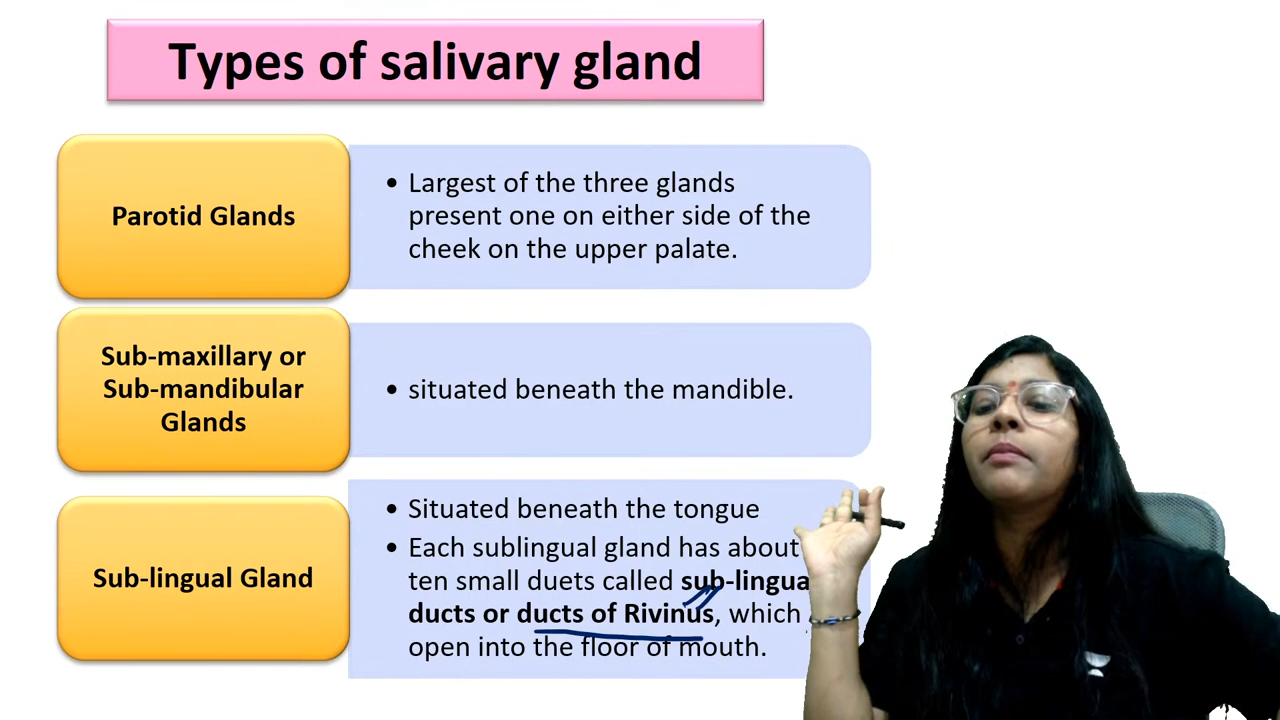 Types of salivary gland
Parotid Glands
• Largest of the three glands
present one on either side of the
cheek on the upper palate.
Sub-maxillary or
Sub-mandibular
Glands
• situated beneath the mandible.
Sub-lingual Gland
• Situated beneath the tongue
• Each sublingual gland has about
ten small duets called sub-lingua
ducts or ducts of Rivinus, which
open into the floor of mouth.